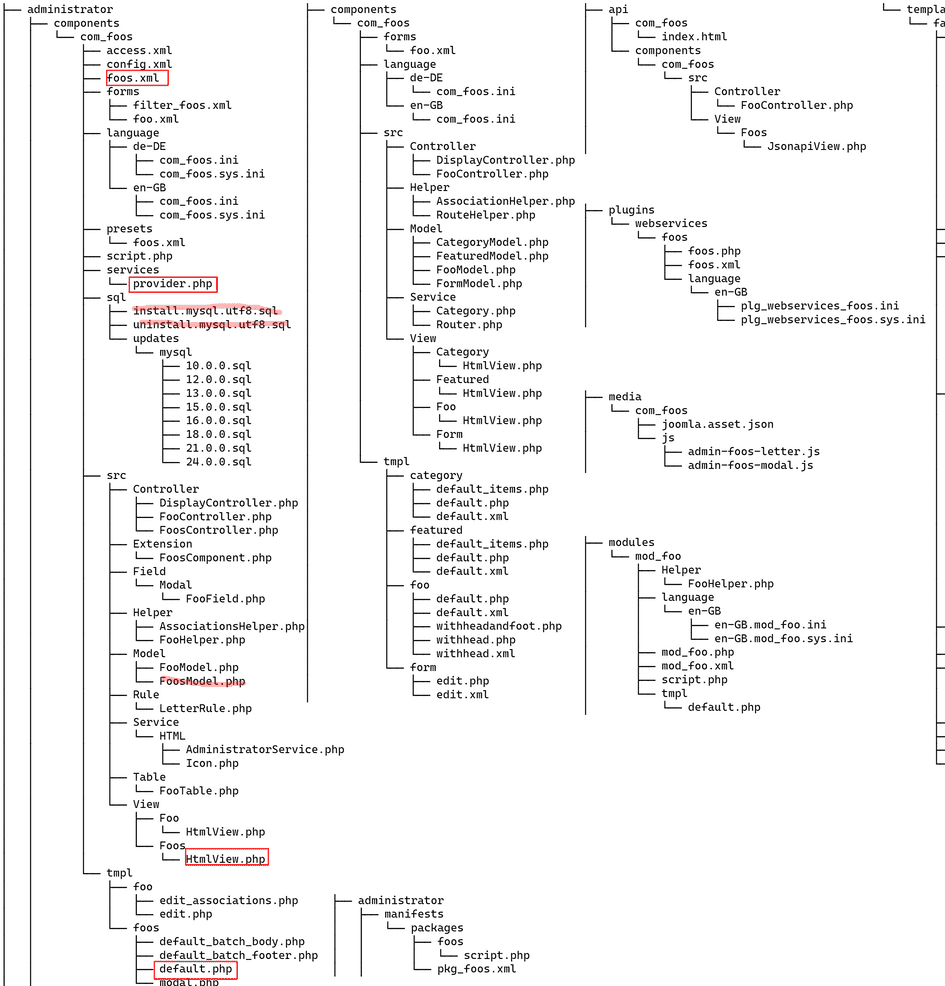 administrator
components
com_foos
access.xml
config.xml
foos.xml
forms
filter_foos.xml
foo.xml
language
de-DE
com_foos.ini
com_foos.sys.ini
en-GB
com_foos.ini
com_foos.sys.ini
presets
foos.xml
script.php
services
provider.php
sql
install.mysql.utf8.sql
uninstall.mysql.utf8.sql
updates
mysql
10.0.0.sql
12.0.0.sql
13.0.0.sql
15.0.0.sql
16.0.0.sql
18.0.0.sql
21.0.0.sql
24.0.0.sql
src
Controller
DisplayController.php
FooController.php
FoosController.php
Extension
FoosComponent.php
Field
Modal
FooField.php
Helper
AssociationsHelper.php
FooHelper.php
Model
FooModel.php
FoosModel.php
Rule
LetterRule.php
Service
HTML
AdministratorService.php
Icon.php
Table
FooTable.php
View
Foo
HtmlView.php
Foos
HtmlView.php
tmpl
foo
edit_associations.php
edit.php
foos
default_batch_body.php
default_batch_footer.php
default.php
modal.php
components
com_foos
forms
foo.xml
language
de-DE
com_foos.ini
en-GB
com_foos.ini
src
Controller
DisplayController.php
FooController.php
Helper
AssociationHelper.php
RouteHelper.php
Model
CategoryModel.php
FeaturedModel.php
FooModel.php
FormModel.php
Service
Category.php
Router.php
View
Category
HtmlView.php
Featured
HtmlView.php
Foo
HtmlView.php
Form
HtmlView.php
tmpl
category
default_items.php
default.php
default.xml
featured
default_items.php
default.php
default.xml
foo
default.php
default.xml
withheadandfoot.php
withhead.php
withhead.xml
form
edit.php
edit.xml
administrator
manifests
packages
foos
script.php
pkg_foos.xml
api
com_foos
index.html
components
com_foos
src
Controller
FooController.php
View
Foos
JsonapiView.php
plugins
webservices
foos
foos.php
foos.xml
language
en-GB
plg_webservices_foos.ini
plg_webservices_foos.sys.ini
media
com_foos
joomla.asset.json
js
admin-foos-letter.js
admin-foos-modal.js
modules
mod_foo
Helper
FooHelper.php
language
en-GB
en-GB.mod_foo.ini
en-GB.mod_foo.sys.ini
mod_foo.php
mod_foo.xml
script.php
tmpl
default.php
templa
fa